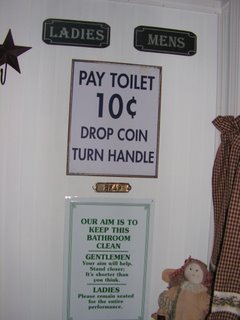 LADIES
MENS
PAY TOILET
10¢
DROP COIN
TURN HANDLE
OUR AIM IS TO
KEEP THIS
BATHROOM
CLEAN
GENTLEMEN
Your aim will help.
Stand closer;
It's shorter than
you think.
LADIES
Please remain seated
for the entire
performance.